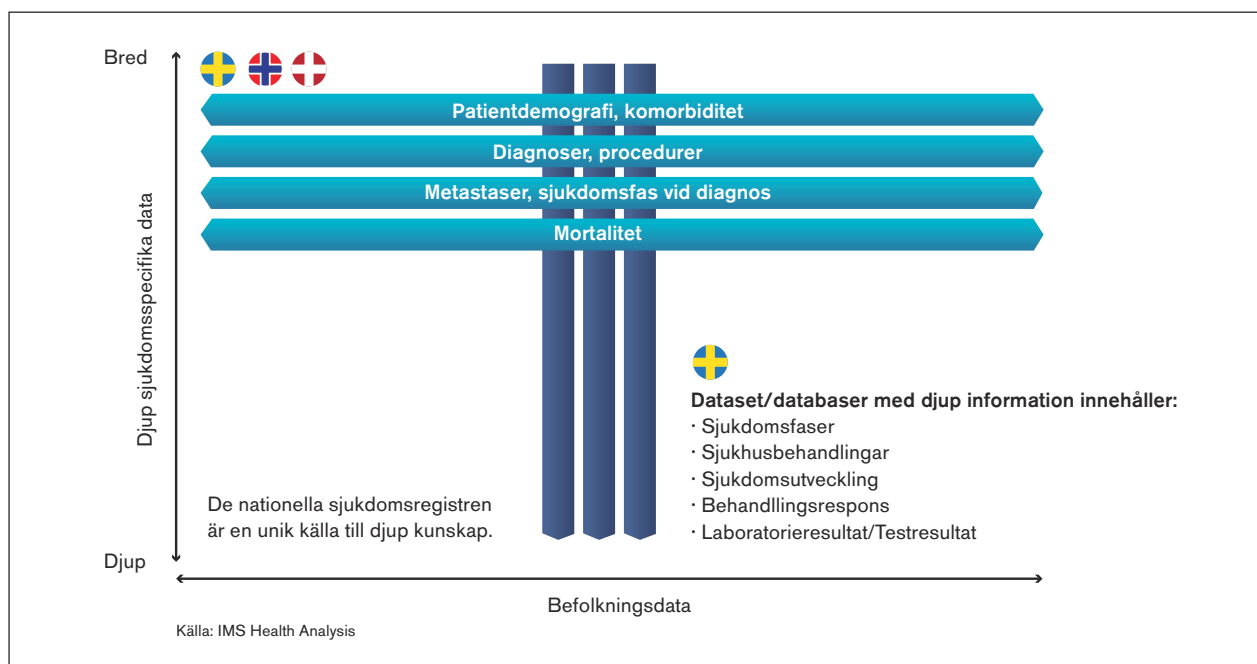 Bred
Patientdemografi, komorbiditet
Diagnoser, procedurer
Metastaser, sjukdomsfas vid diagnos
Mortalitet
Djup sjukdomsspecifika data
Dataset/databaser med djup information innehåller:
· Sjukdomsfaser
· Sjukhusbehandlingar
· Sjukdomsutveckling
· Behandllingsrespons
· Laboratorieresultat/Testresultat
De nationella sjukdomsregistren
är en unik källa till djup kunskap.
Djup
Befolkningsdata
Källa: IMS Health Analysis